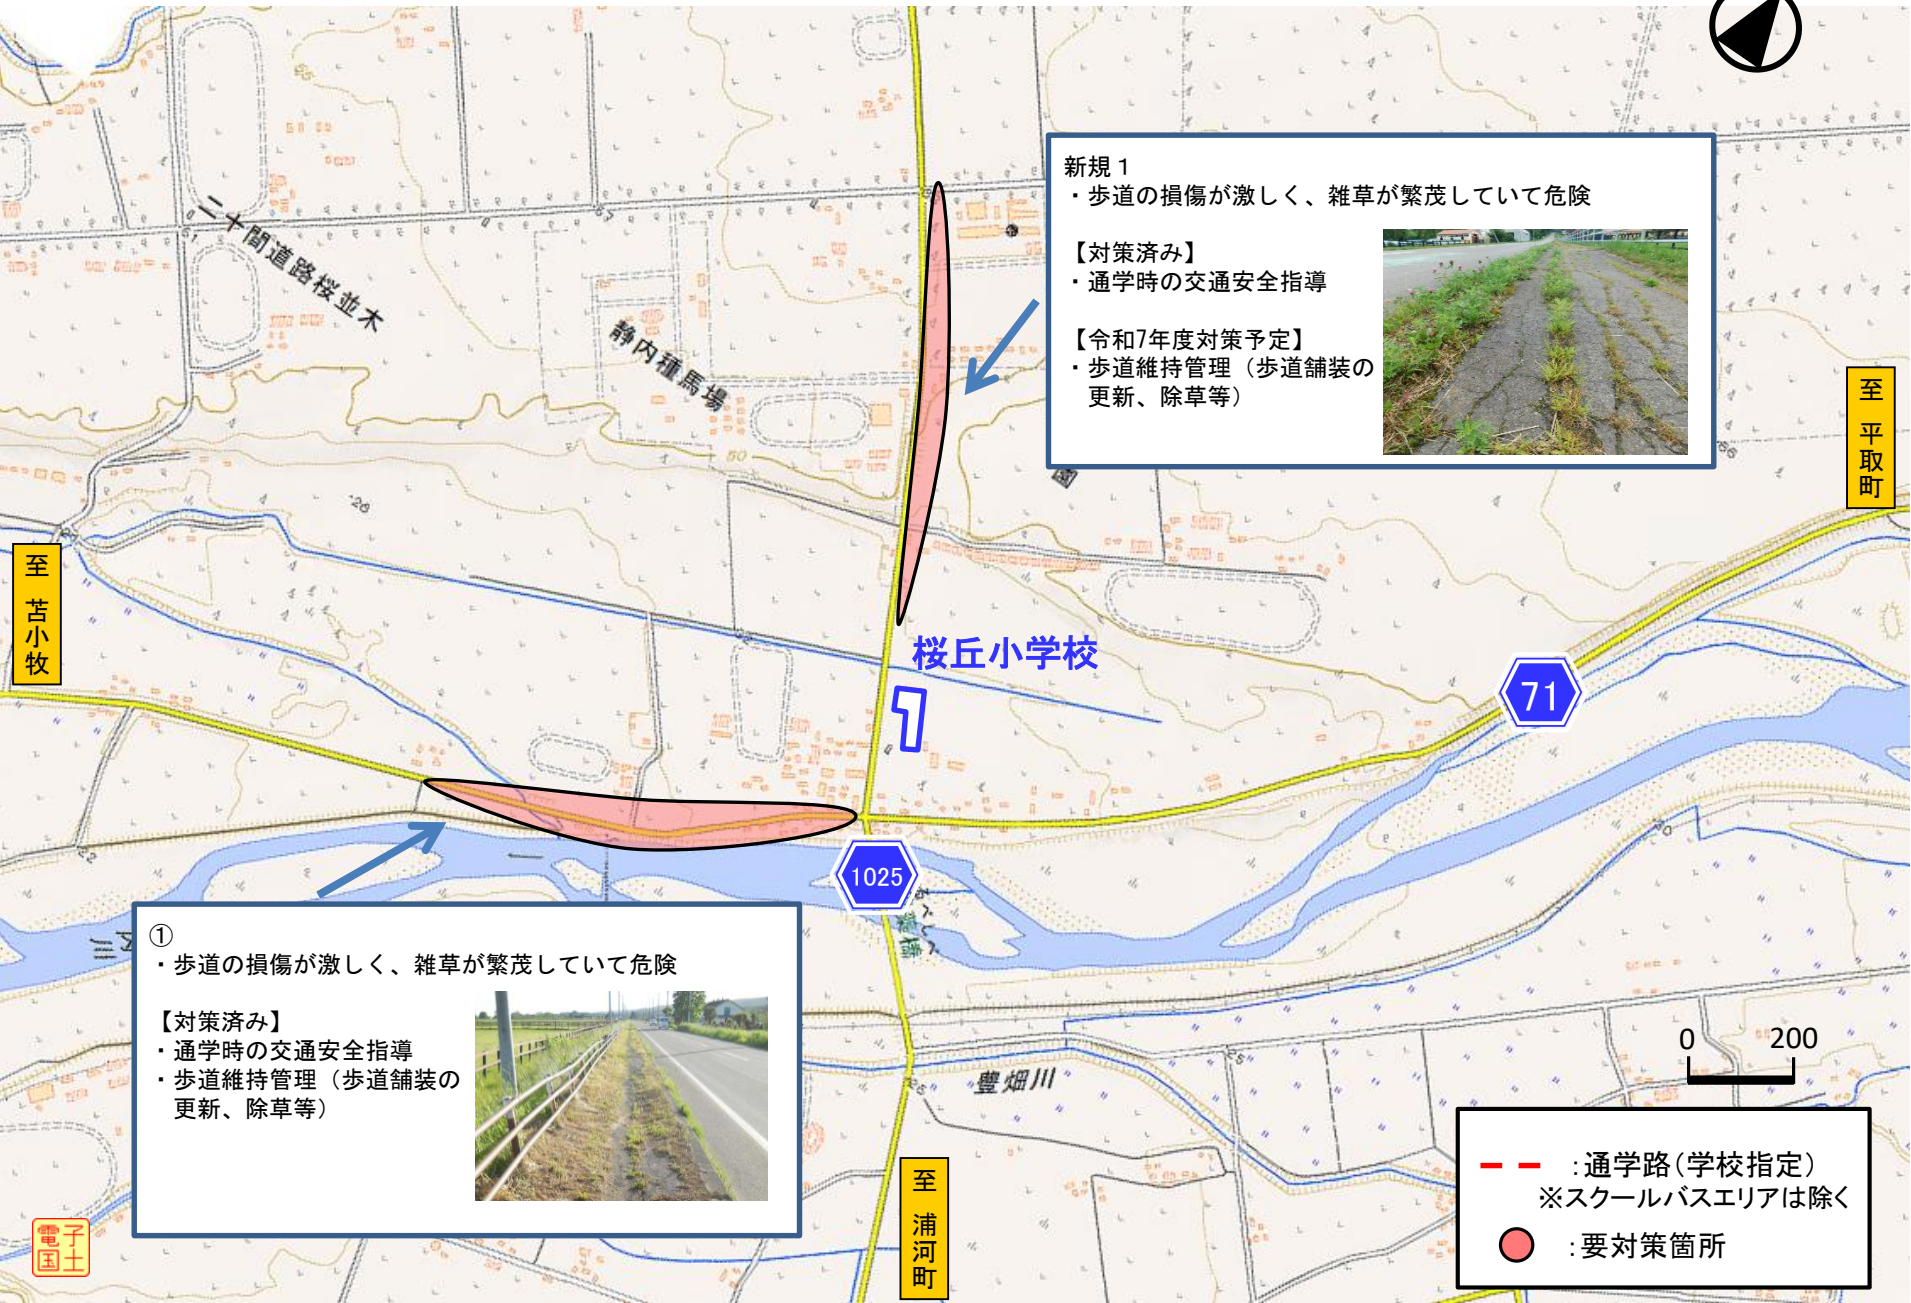 新規１
・歩道の損傷が激しく、雑草が繁茂していて危険
【対策済み】
・通学時の交通安全指導
【令和7年度対策予定】
・歩道維持管理（歩道舗装の
更新、除草等）
二十間道路桜並木
静内種馬場
園
至　平取町
至　苫小牧
桜丘小学校
71
1025
①
・歩道の損傷が激しく、雑草が繁茂していて危険
【対策済み】
・通学時の交通安全指導
・歩道維持管理（歩道舗装の
更新、除草等）
豊畑川
至　浦河町
0　200
：通学路（学校指定）
※スクールバスエリアは除く
：要対策箇所
電子
国土
50
26
22
30